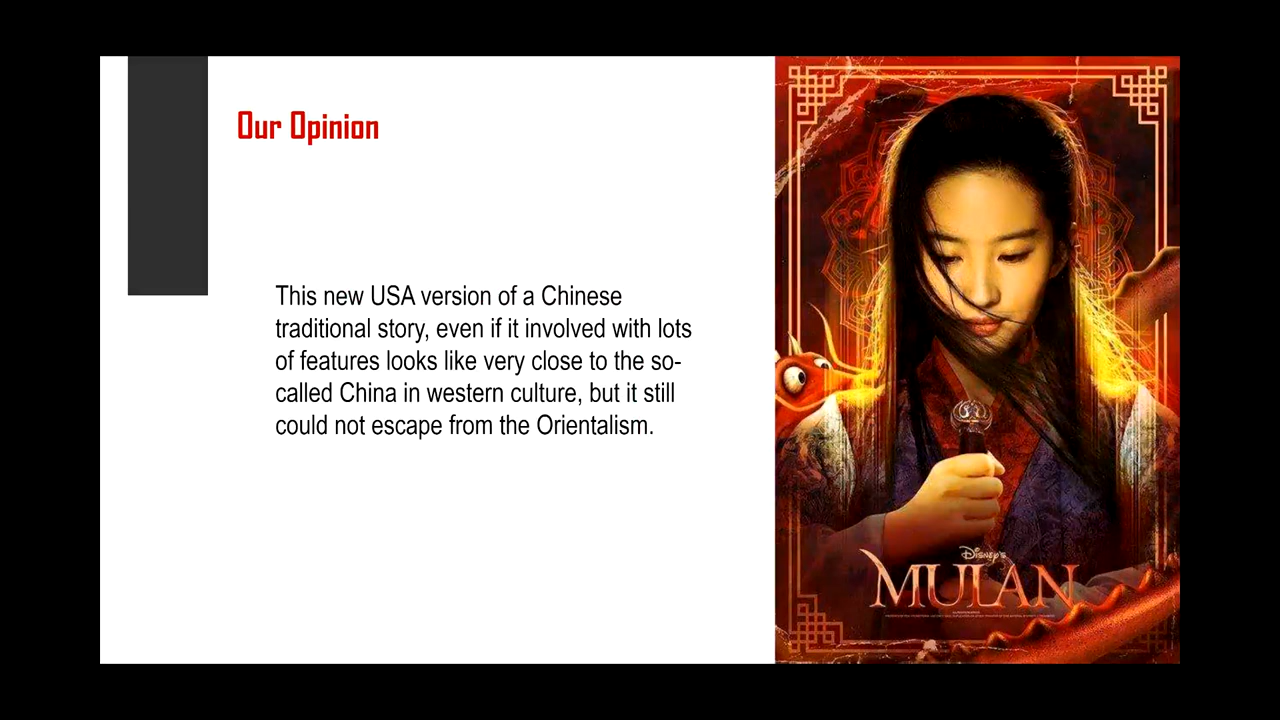 Our Opinion
This new USA version of a Chinese
traditional story, even if it involved with lots
of features looks like very close to the so-
called China in western culture, but it still
could not escape from the Orientalism.
DISNEY'S
MULAN